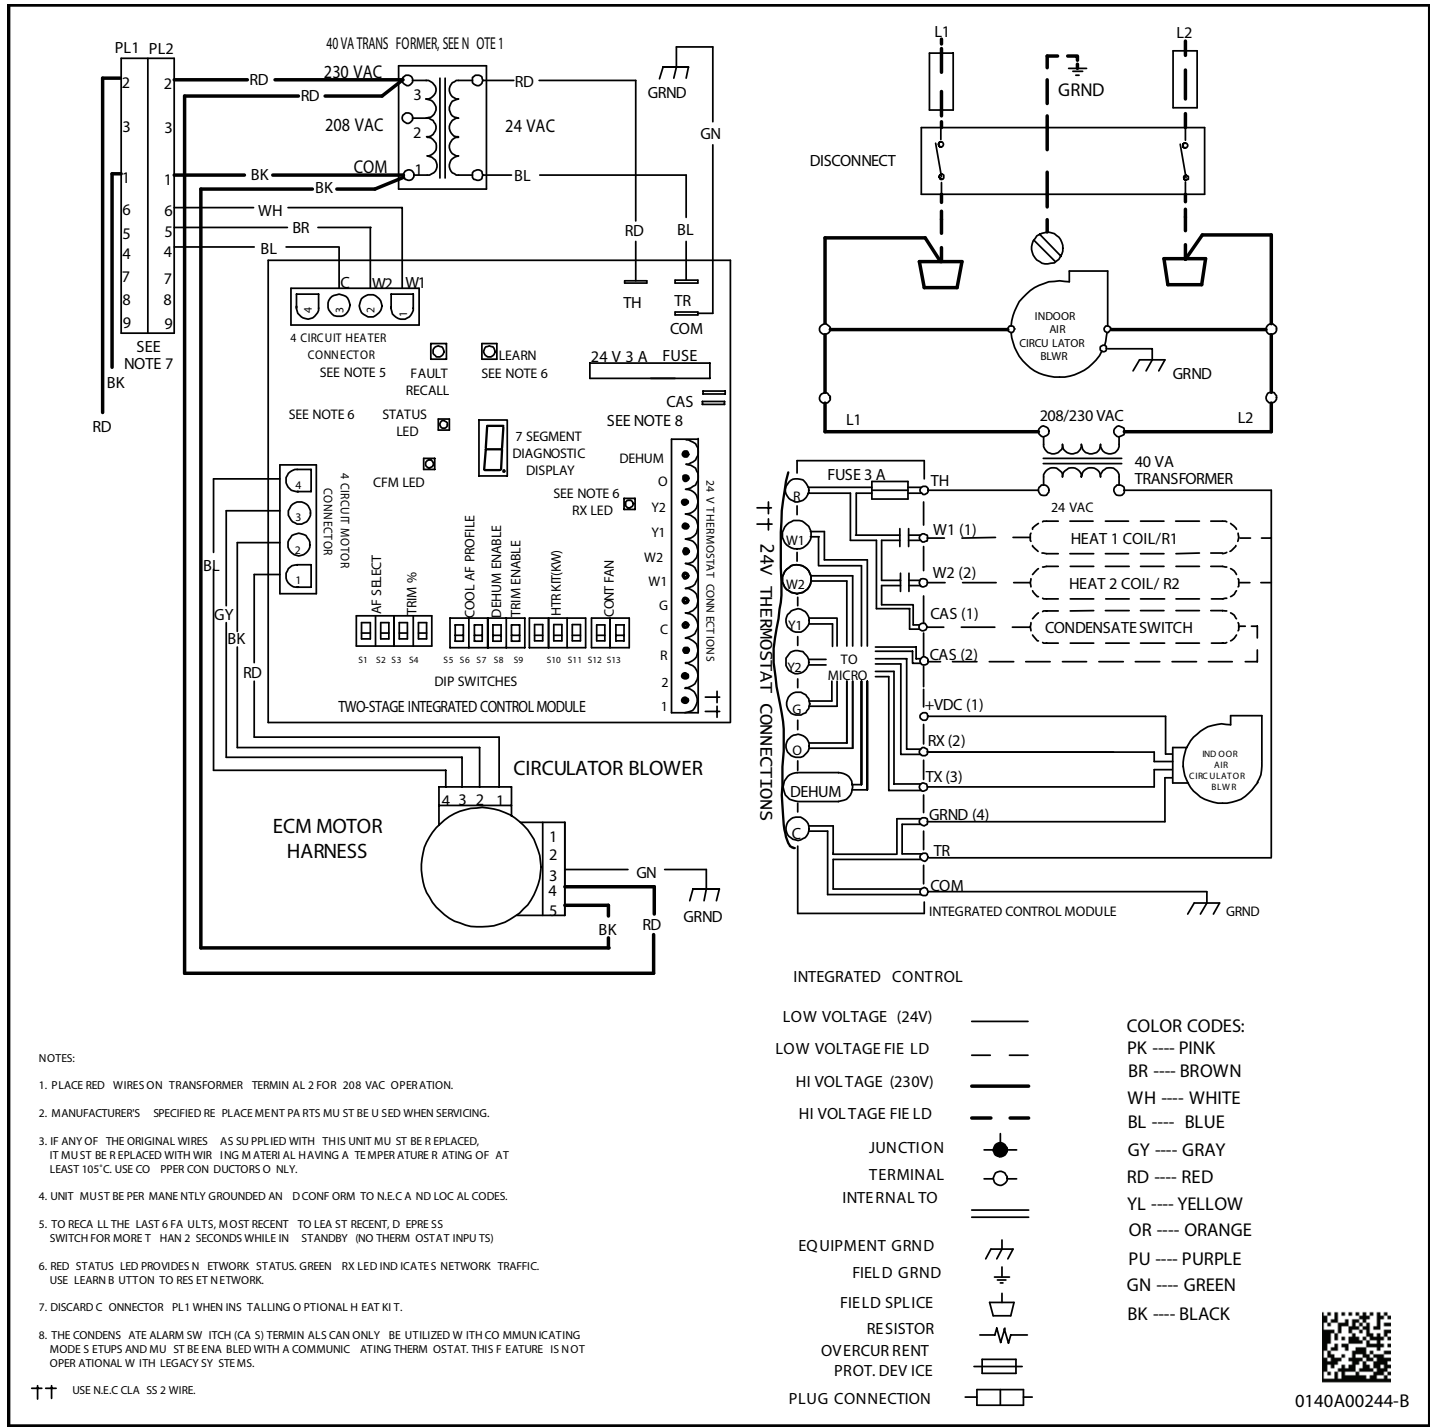 PL1 PL2
40 VA TRANSFORMER, SEE NOTE 1
230 VAC
208 VAC
COM
24 VAC
3
2
1
RD
RD
BK
BK
WH
BR
BL
RD
BL
RD
BL
GN
GRND
2 2
3 3
1 1
6 6
5 5
4 4
7 7
8 8
9 9
SEE
NOTE 7
BK
RD
C W2 W1
4 3 2 1
4 CIRCUIT HEATER
CONNECTOR
SEE NOTE 5
FAULT
RECALL
LEARN
SEE NOTE 6
TH
TR
COM
24 V 3 A FUSE
CAS
SEE NOTE 8
SEE NOTE 6
STATUS
LED
CFM LED
7 SEGMENT
DIAGNOSTIC
DISPLAY
SEE NOTE 6
RX LED
DEHUM
O
Y2
Y1
W2
W1
G
C
R
2
1
24 V THERMOSTAT CONNECTIONS
††
4
3
2
1
4 CIRCUIT MOTOR
CONNECTOR
BL
GY
BK
RD
AF SELECT
TRIM %
COOL AF PROFILE
DEHUM ENABLE
TRIM ENABLE
HTR KIT(KW)
CONT FAN
S1 S2 S3 S4 S5 S6 S7 S8 S9 S10 S11 S12 S13
DIP SWITCHES
TWO-STAGE INTEGRATED CONTROL MODULE
CIRCULATOR BLOWER
ECM MOTOR
HARNESS
4 3 2 1
1
2
3
4
5
GN
GRND
BK
RD
L1
L2
GRND
DISCONNECT
INDOOR
AIR
CIRCULATOR
BLWR
GRND
L1
208/230 VAC
L2
40 VA
TRANSFORMER
24 VAC
FUSE 3 A
TH
R
W1
W2
Y1
Y2
G
O
DEHUM
C
†† 24V THERMOSTAT CONNECTIONS
TO
MICRO
W1 (1)
HEAT 1 COIL/R1
W2 (2)
HEAT 2 COIL/ R2
CAS (1)
CONDENSATE SWITCH
CAS (2)
+VDC (1)
RX (2)
TX (3)
GRND (4)
TR
COM
INDOOR
AIR
CIRCULATOR
BLWR
INTEGRATED CONTROL MODULE
GRND
INTEGRATED CONTROL
LOW VOLTAGE (24V)
LOW VOLTAGE FIELD
HI VOLTAGE (230V)
HI VOLTAGE FIELD
JUNCTION
TERMINAL
INTERNAL TO
EQUIPMENT GRND
FIELD GRND
FIELD SPLICE
RESISTOR
OVERCURRENT
PROT. DEVICE
PLUG CONNECTION
COLOR CODES:
PK ---- PINK
BR ---- BROWN
WH ---- WHITE
BL ---- BLUE
GY ---- GRAY
RD ---- RED
YL ---- YELLOW
OR ---- ORANGE
PU ---- PURPLE
GN ---- GREEN
BK ---- BLACK
0140A00244-B
NOTES:
1. PLACE RED WIRES ON TRANSFORMER TERMINAL 2 FOR 208 VAC OPERATION.
2. MANUFACTURER'S SPECIFIED REPLACEMENT PARTS MUST BE USED WHEN SERVICING.
3. IF ANY OF THE ORIGINAL WIRES AS SUPPLIED WITH THIS UNIT MUST BE REPLACED,
IT MUST BE REPLACED WITH WIRING MATERIAL HAVING A TEMPERATURE RATING OF AT
LEAST 105°C. USE COPPER CONDUCTORS ONLY.
4. UNIT MUST BE PERMANENTLY GROUNDED AND CONFORM TO N.E.C AND LOCAL CODES.
5. TO RECALL THE LAST 6 FAULTS, MOST RECENT TO LEAST RECENT, DEPRESS
SWITCH FOR MORE THAN 2 SECONDS WHILE IN STANDBY (NO THERMOSTAT INPUTS)
6. RED STATUS LED PROVIDES NETWORK STATUS. GREEN RX LED INDICATES NETWORK TRAFFIC.
USE LEARN BUTTON TO RESET NETWORK.
7. DISCARD CONNECTOR PL1 WHEN INSTALLING OPTIONAL HEAT KIT.
8. THE CONDENSATE ALARM SWITCH (CAS) TERMINALS CAN ONLY BE UTILIZED WITH COMMUNICATING
MODE SETUPS AND MUST BE ENABLED WITH A COMMUNICATING THERMOSTAT. THIS FEATURE IS NOT
OPERATIONAL WITH LEGACY SYSTEMS.
†† USE N.E.C CLASS 2 WIRE.